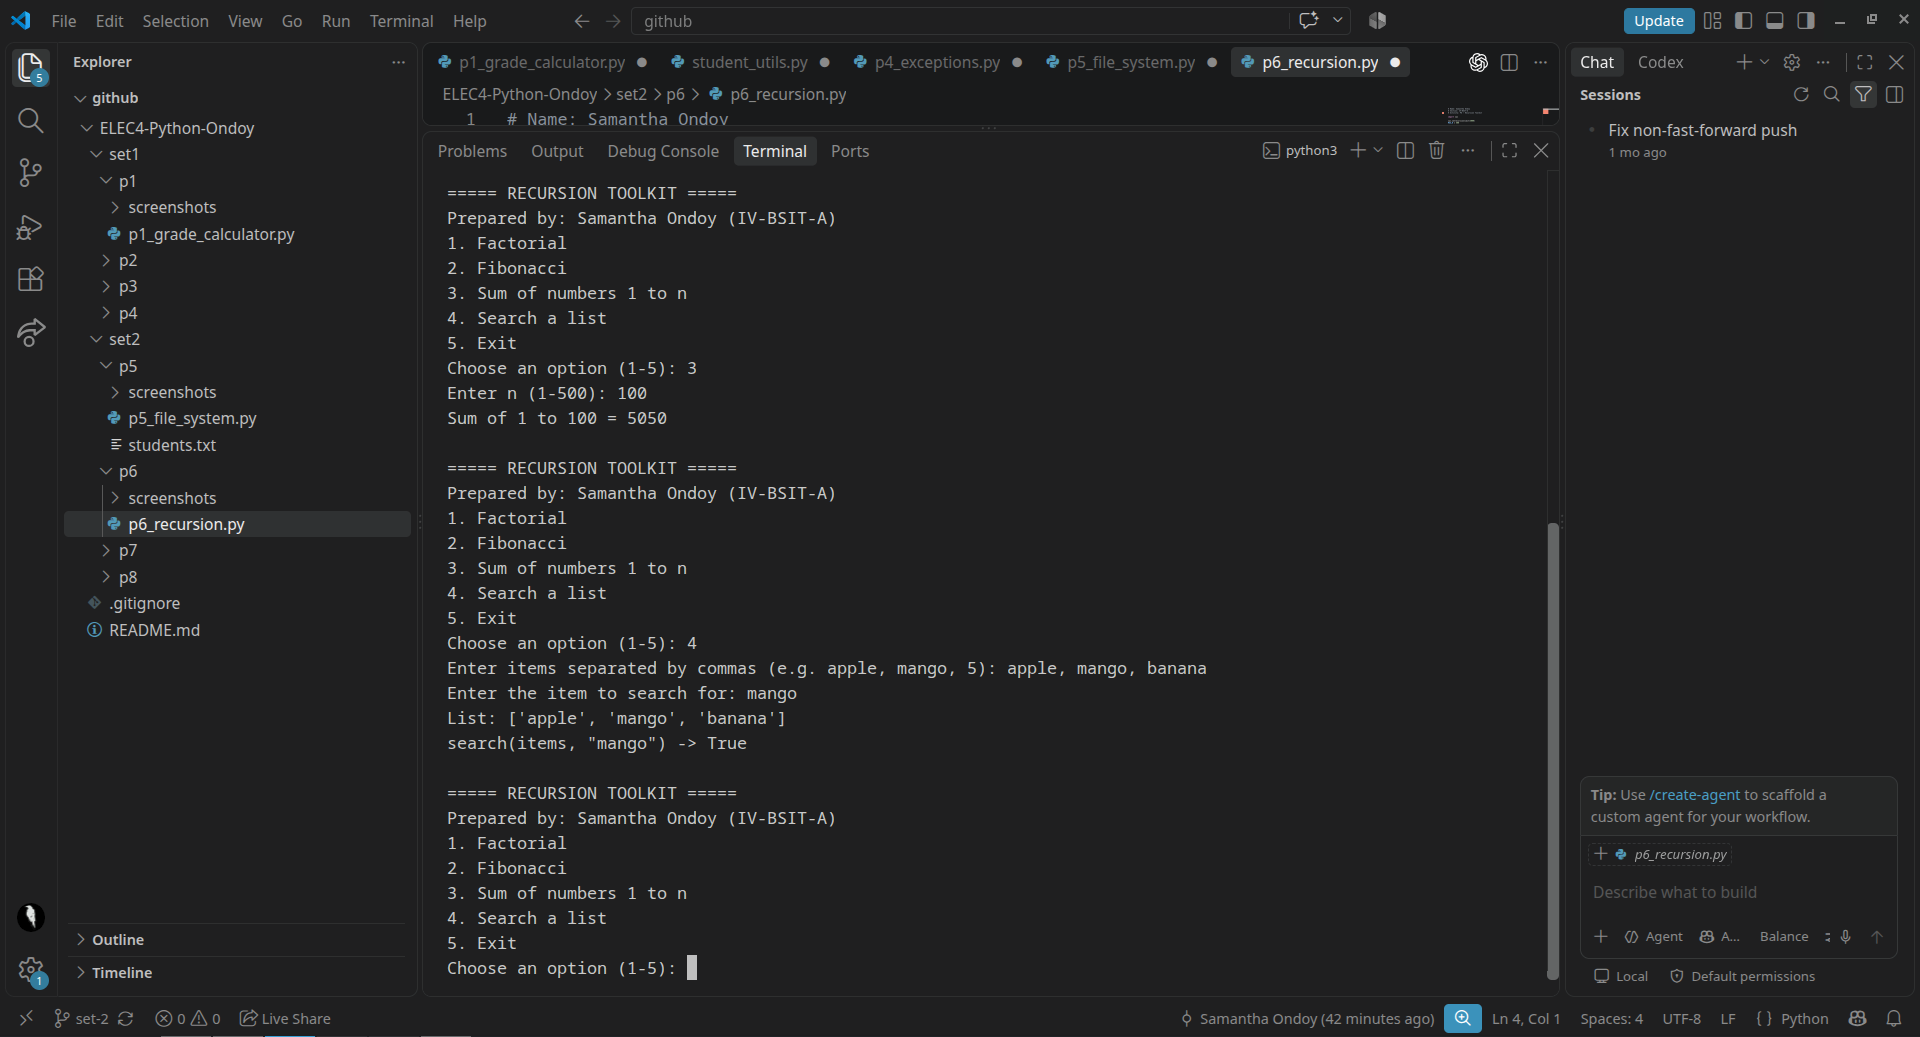 File Edit Selection View Go Run Terminal Help
github
Update
Explorer
5
github
ELEC4-Python-Ondoy
set1
p1
screenshots
p1_grade_calculator.py
p2
p3
p4
set2
p5
screenshots
p5_file_system.py
students.txt
p6
screenshots
p6_recursion.py
p7
p8
.gitignore
README.md
Outline
Timeline
1
p1_grade_calculator.py student_utils.py p4_exceptions.py p5_file_system.py p6_recursion.py
ELEC4-Python-Ondoy > set2 > p6 > p6_recursion.py
1 # Name: Samantha Ondoy
Problems Output Debug Console Terminal Ports
python3
===== RECURSION TOOLKIT =====
Prepared by: Samantha Ondoy (IV-BSIT-A)
1. Factorial
2. Fibonacci
3. Sum of numbers 1 to n
4. Search a list
5. Exit
Choose an option (1-5): 3
Enter n (1-500): 100
Sum of 1 to 100 = 5050
===== RECURSION TOOLKIT =====
Prepared by: Samantha Ondoy (IV-BSIT-A)
1. Factorial
2. Fibonacci
3. Sum of numbers 1 to n
4. Search a list
5. Exit
Choose an option (1-5): 4
Enter items separated by commas (e.g. apple, mango, 5): apple, mango, banana
Enter the item to search for: mango
List: ['apple', 'mango', 'banana']
search(items, "mango") -> True
===== RECURSION TOOLKIT =====
Prepared by: Samantha Ondoy (IV-BSIT-A)
1. Factorial
2. Fibonacci
3. Sum of numbers 1 to n
4. Search a list
5. Exit
Choose an option (1-5):
Chat Codex
Sessions
Fix non-fast-forward push
1 mo ago
Tip: Use /create-agent to scaffold a
custom agent for your workflow.
p6_recursion.py
Describe what to build
Agent A... Balance
Local Default permissions
set-2 0 0 Live Share
Samantha Ondoy (42 minutes ago) Ln 4, Col 1 Spaces: 4 UTF-8 LF { } Python